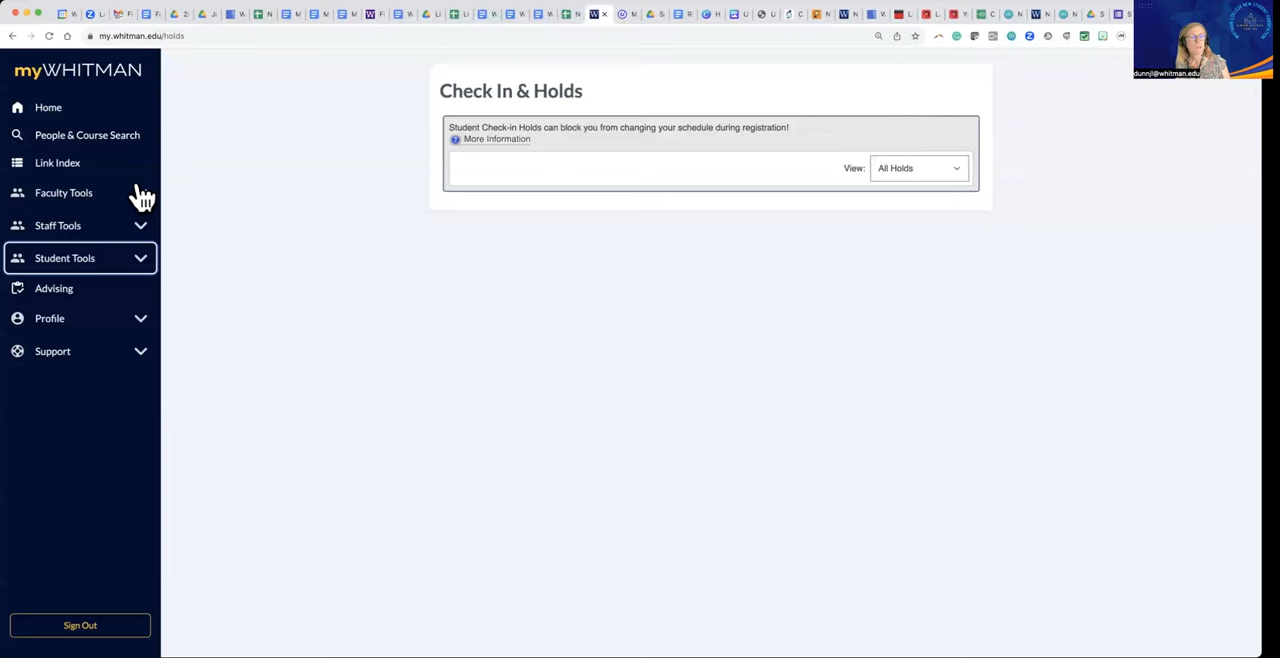 my.whitman.edu/holds
dunnjl@whitman.edu
myWHITMAN
Home
People & Course Search
Link Index
Faculty Tools
Staff Tools
Student Tools
Advising
Profile
Support
Sign Out
Check In & Holds
Student Check-in Holds can block you from changing your schedule during registration!
More Information
View: All Holds